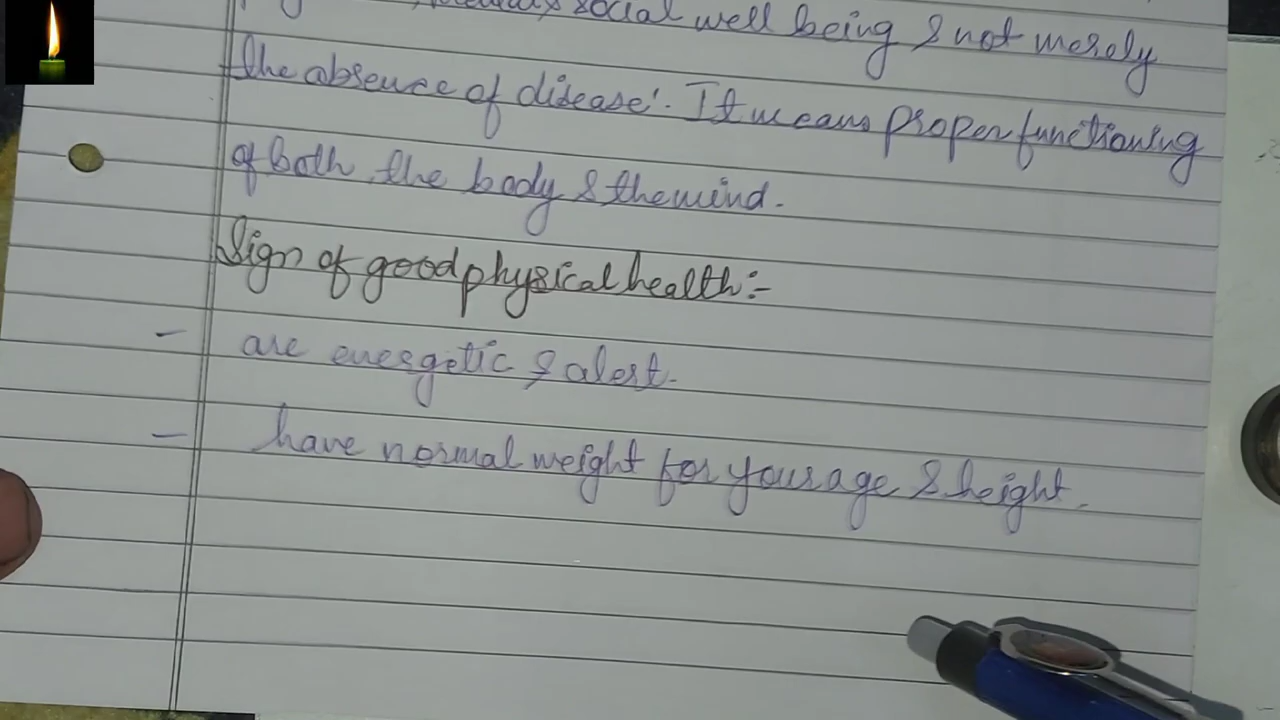 social well being & not merely
the absence of disease'. It means proper functioning
of both the body & the mind.
Sign of good physical health:-
- are energetic & alert.
- have normal weight for your age & height.